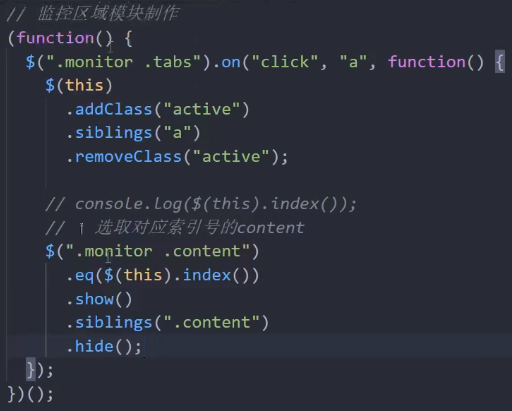 // 监控区域模块制作
(function() {
  $(".monitor .tabs").on("click", "a", function() {
    $(this)
      .addClass("active")
      .siblings("a")
      .removeClass("active");
    // console.log($(this).index());
    // 选取对应索引号的content
    $(".monitor .content")
      .eq($(this).index())
      .show()
      .siblings(".content")
      .hide();
  });
})();